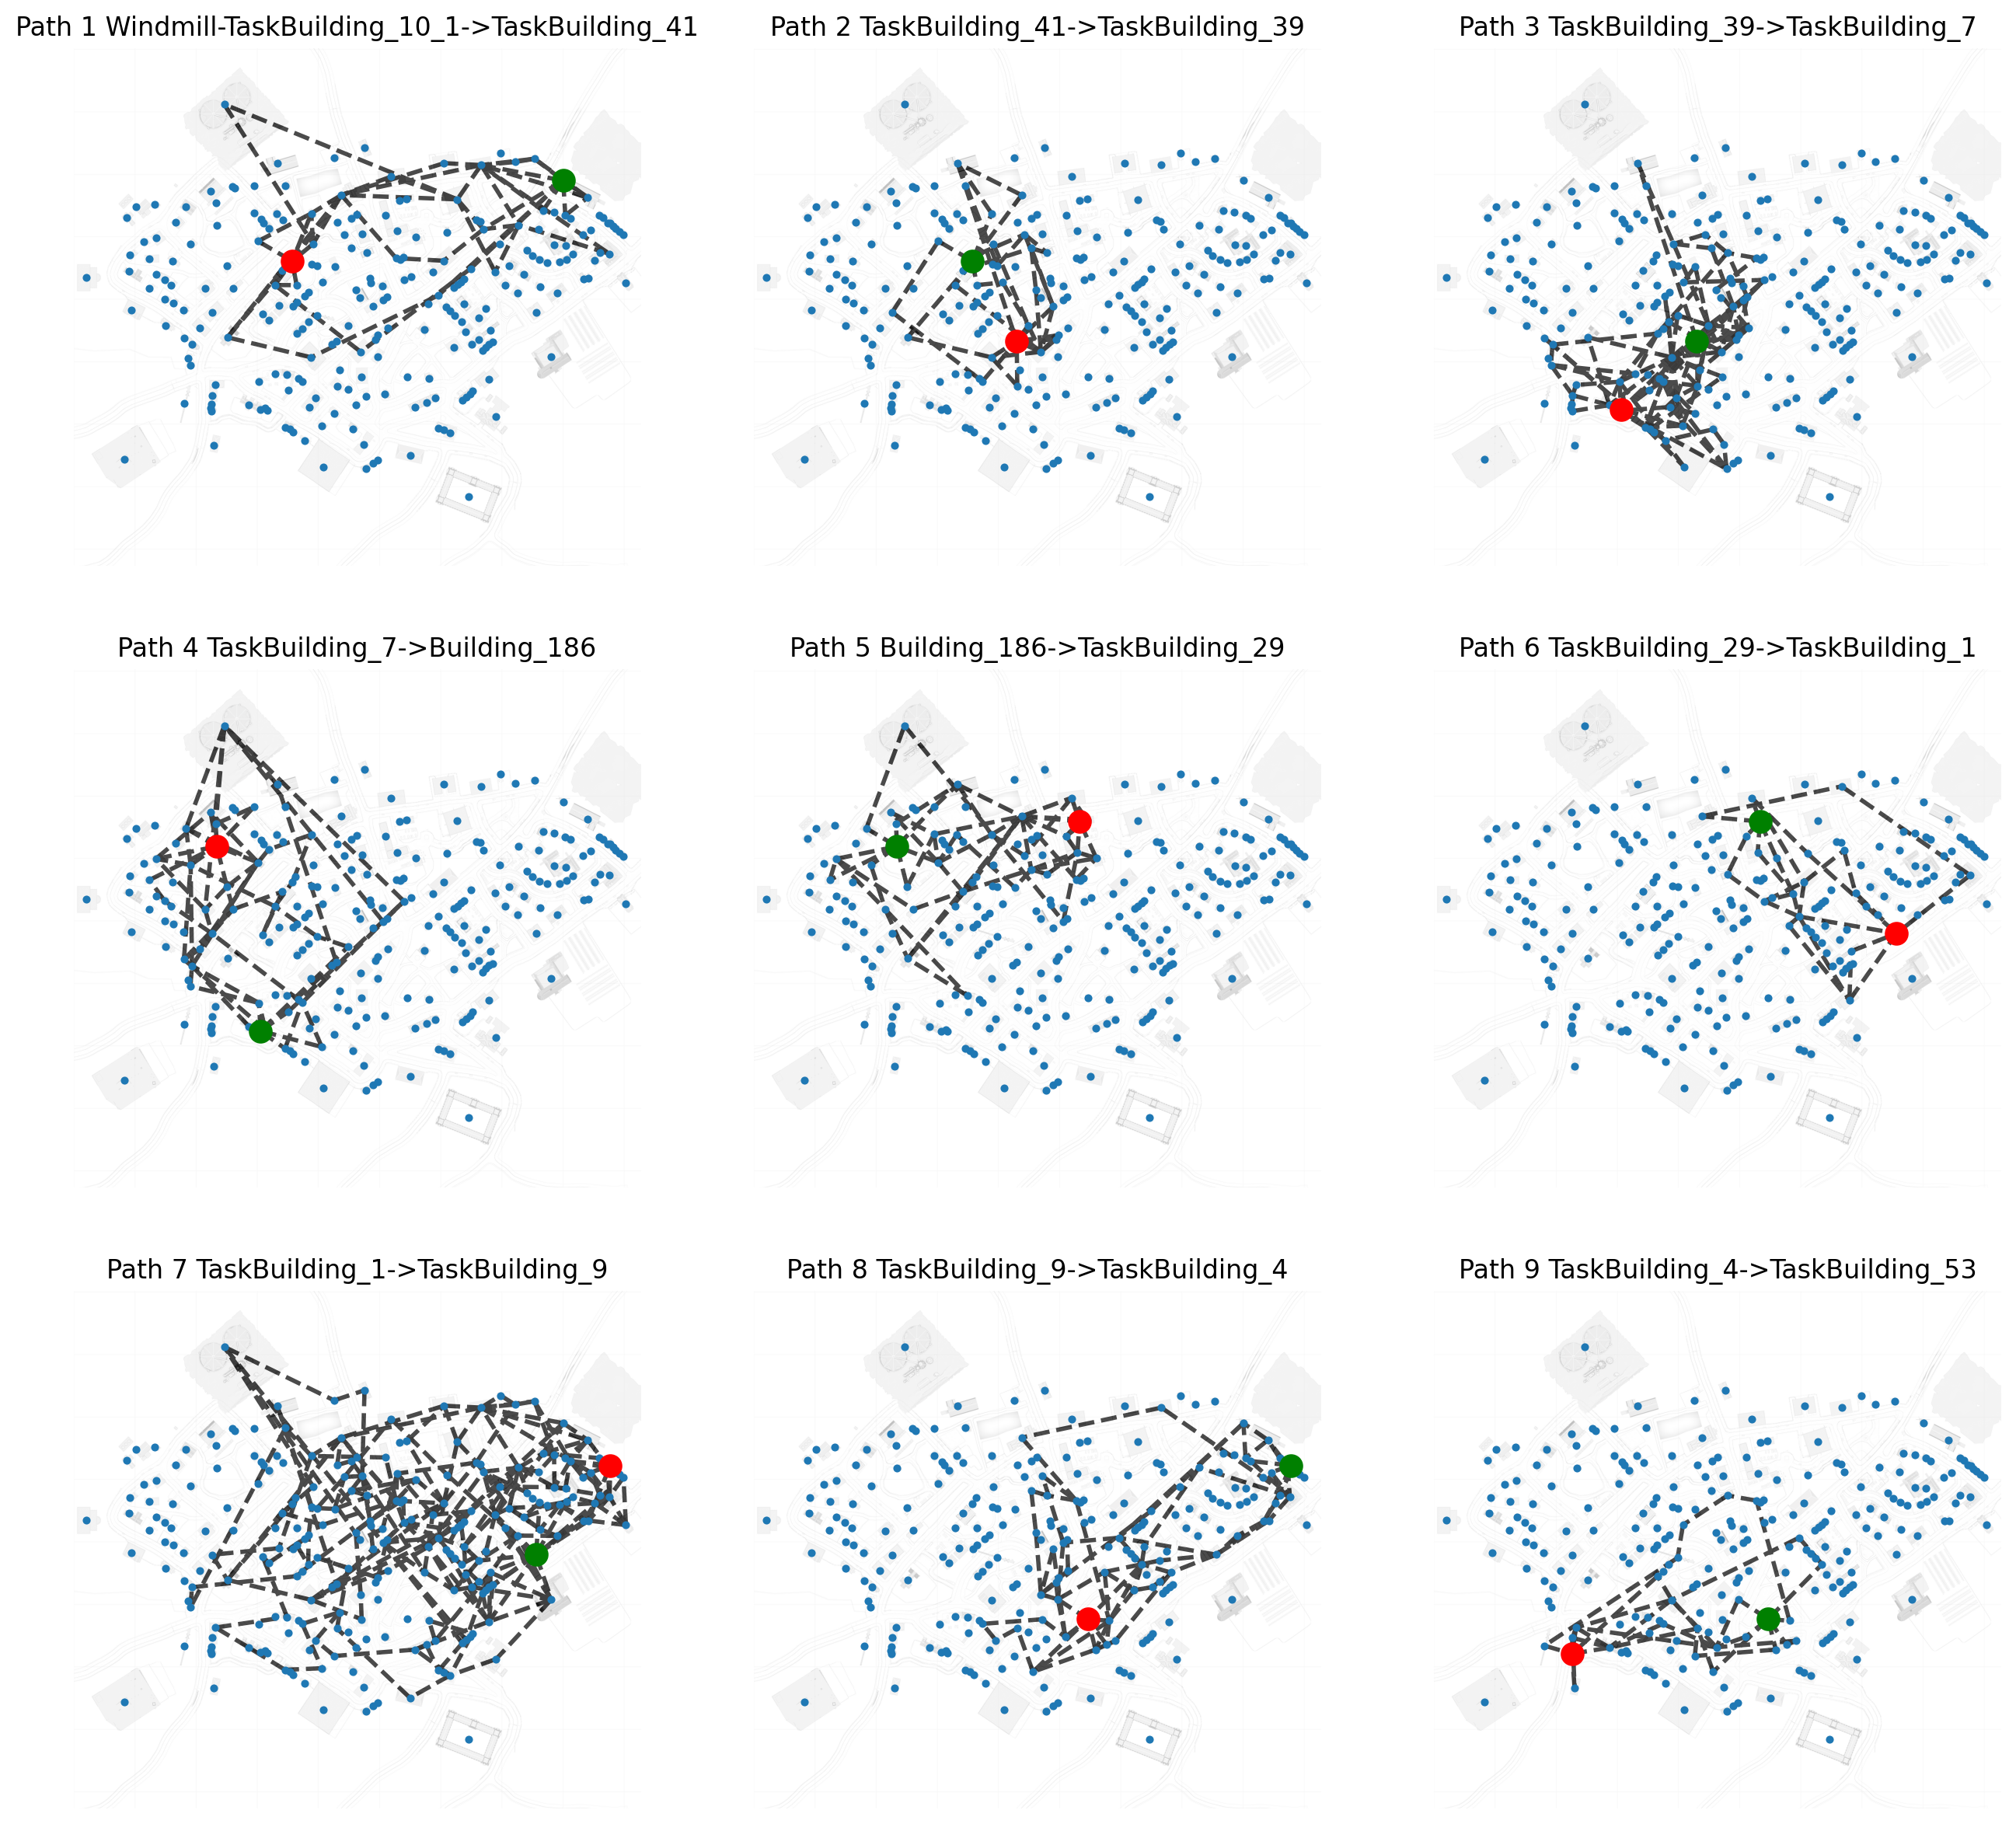 Path 1 Windmill-TaskBuilding_10_1->TaskBuilding_41
Path 2 TaskBuilding_41->TaskBuilding_39
Path 3 TaskBuilding_39->TaskBuilding_7
Path 4 TaskBuilding_7->Building_186
Path 5 Building_186->TaskBuilding_29
Path 6 TaskBuilding_29->TaskBuilding_1
Path 7 TaskBuilding_1->TaskBuilding_9
Path 8 TaskBuilding_9->TaskBuilding_4
Path 9 TaskBuilding_4->TaskBuilding_53